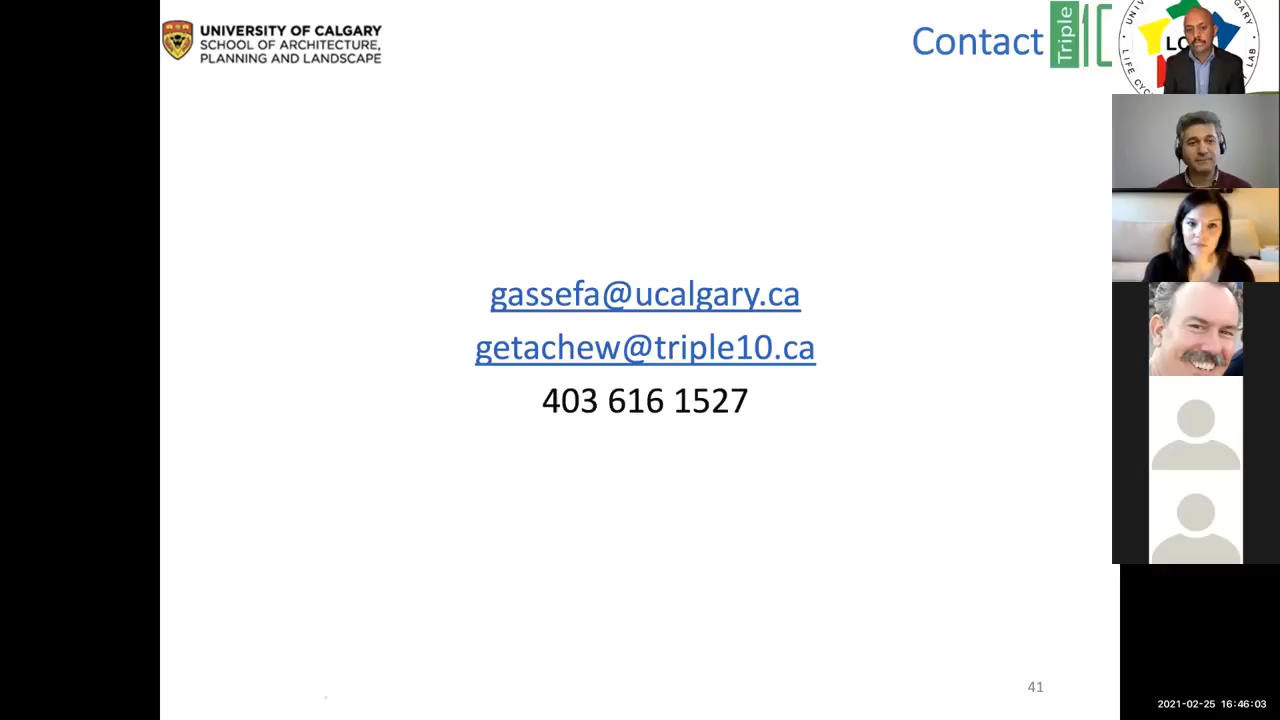 UNIVERSITY OF CALGARY
SCHOOL OF ARCHITECTURE,
PLANNING AND LANDSCAPE
Contact
Triple
10
gassefa@ucalgary.ca
getachew@triple10.ca
403 616 1527
41
2021-02-25 16:46:03